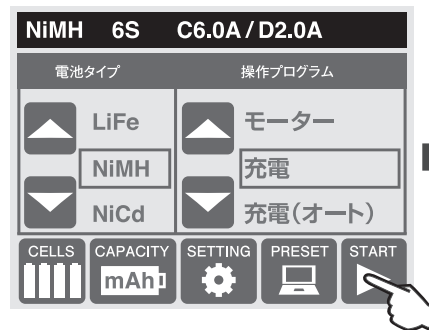 NiMH 6S C6.0A/D2.0A
電池タイプ 操作プログラム
LiFe モーター
NiMH 充電
NiCd 充電(オート)
CELLS CAPACITY SETTING PRESET START
mAh